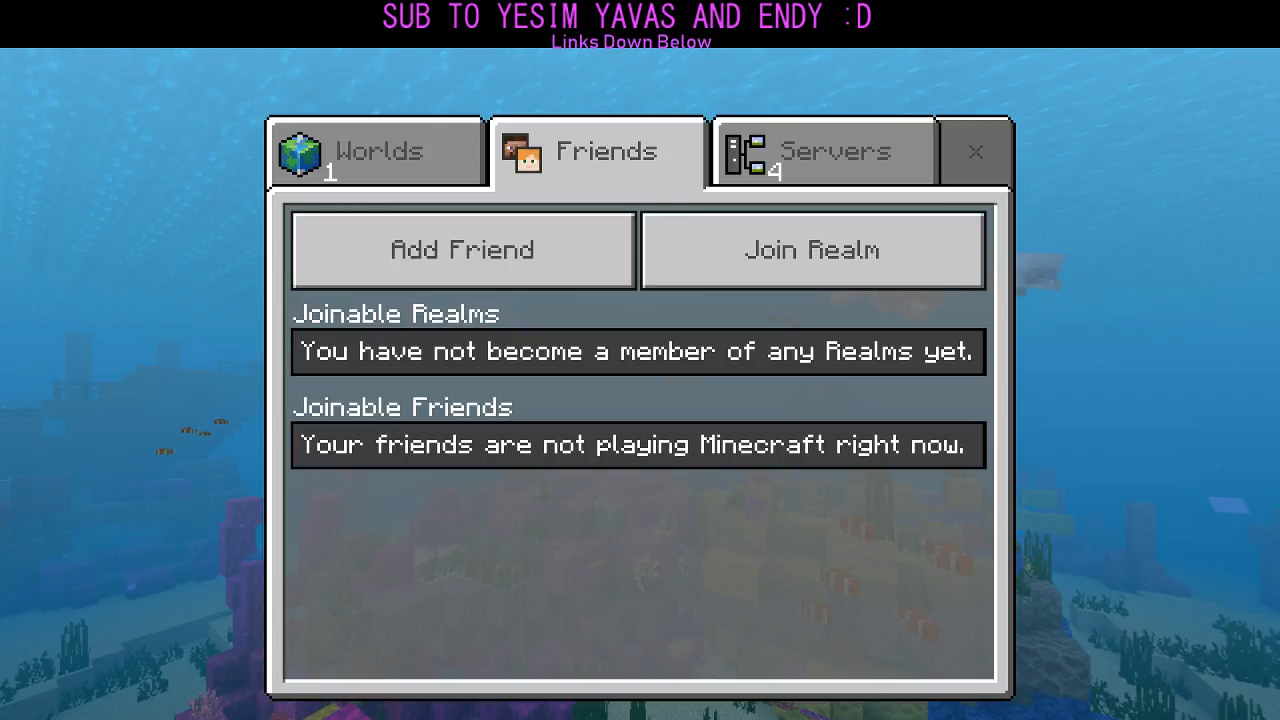 SUB TO YESIM YAVAS AND ENDY :D
Links Down Below
Worlds
1
Friends
Servers
4
X
Add Friend
Join Realm
Joinable Realms
You have not become a member of any Realms yet.
Joinable Friends
Your friends are not playing Minecraft right now.